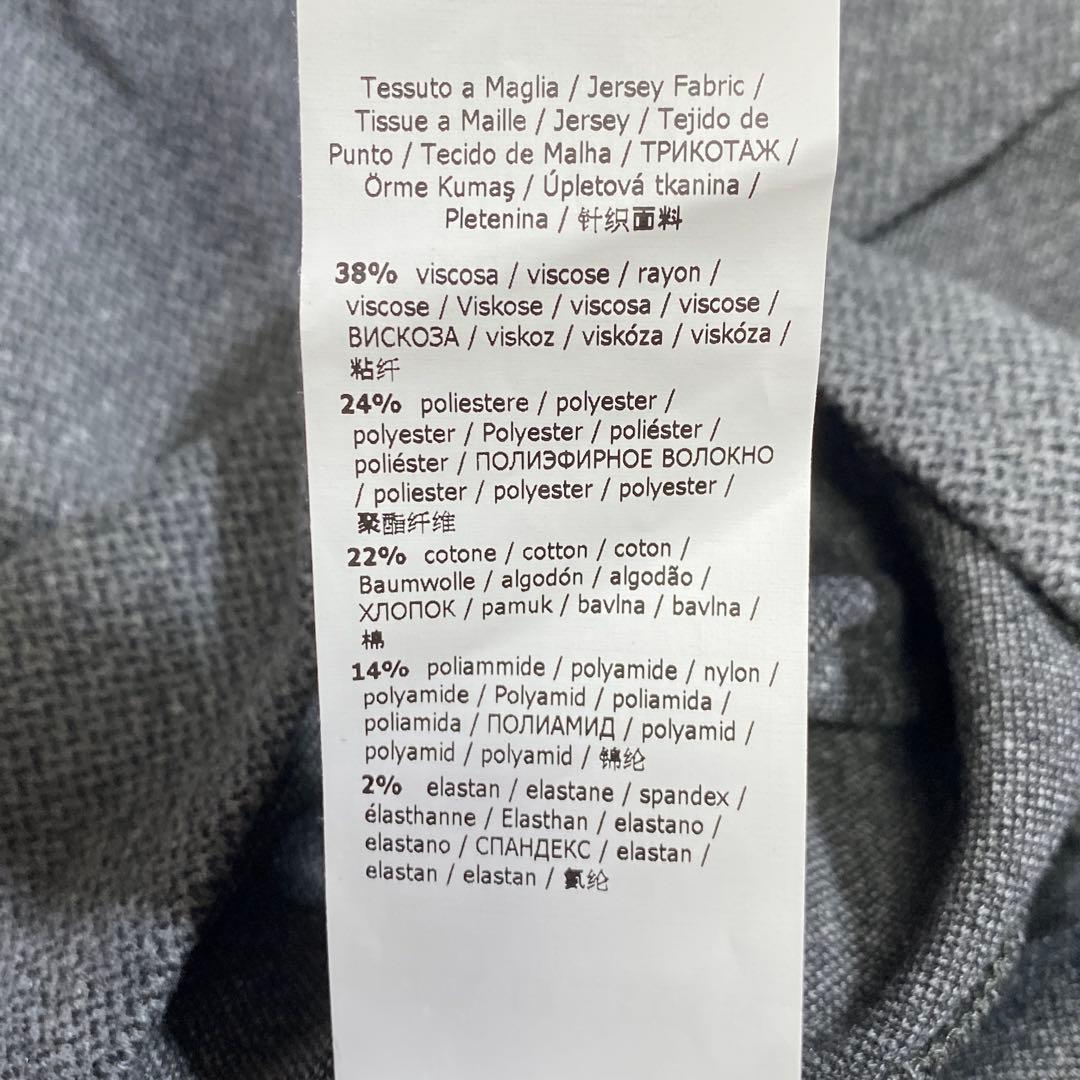 Tessuto a Maglia / Jersey Fabric /
Tissue a Maille / Jersey / Tejido de
Punto / Tecido de Malha / ТРИКОТАЖ /
Örme Kumaş / Úpletová tkanina /
Pletenina / 针织面料
38% viscosa / viscose / rayon /
viscose / Viskose / viscosa / viscose /
ВИСКОЗА / viskoz / viskóza / viskóza /
粘纤
24% poliestere / polyester /
polyester / Polyester / poliéster /
poliéster / ПОЛИЭФИРНОЕ ВОЛОКНО
/ poliester / polyester / polyester /
聚酯纤维
22% cotone / cotton / coton /
Baumwolle / algodón / algodão /
ХЛОПОК / pamuk / bavlna / bavlna /
棉
14% poliammide / polyamide / nylon /
polyamide / Polyamid / poliamida /
poliamida / ПОЛИАМИД / polyamid /
polyamid / polyamid / 锦纶
2% elastan / elastane / spandex /
élasthanne / Elasthan / elastano /
elastano / СПАНДЕКС / elastan /
elastan / elastan / 氨纶